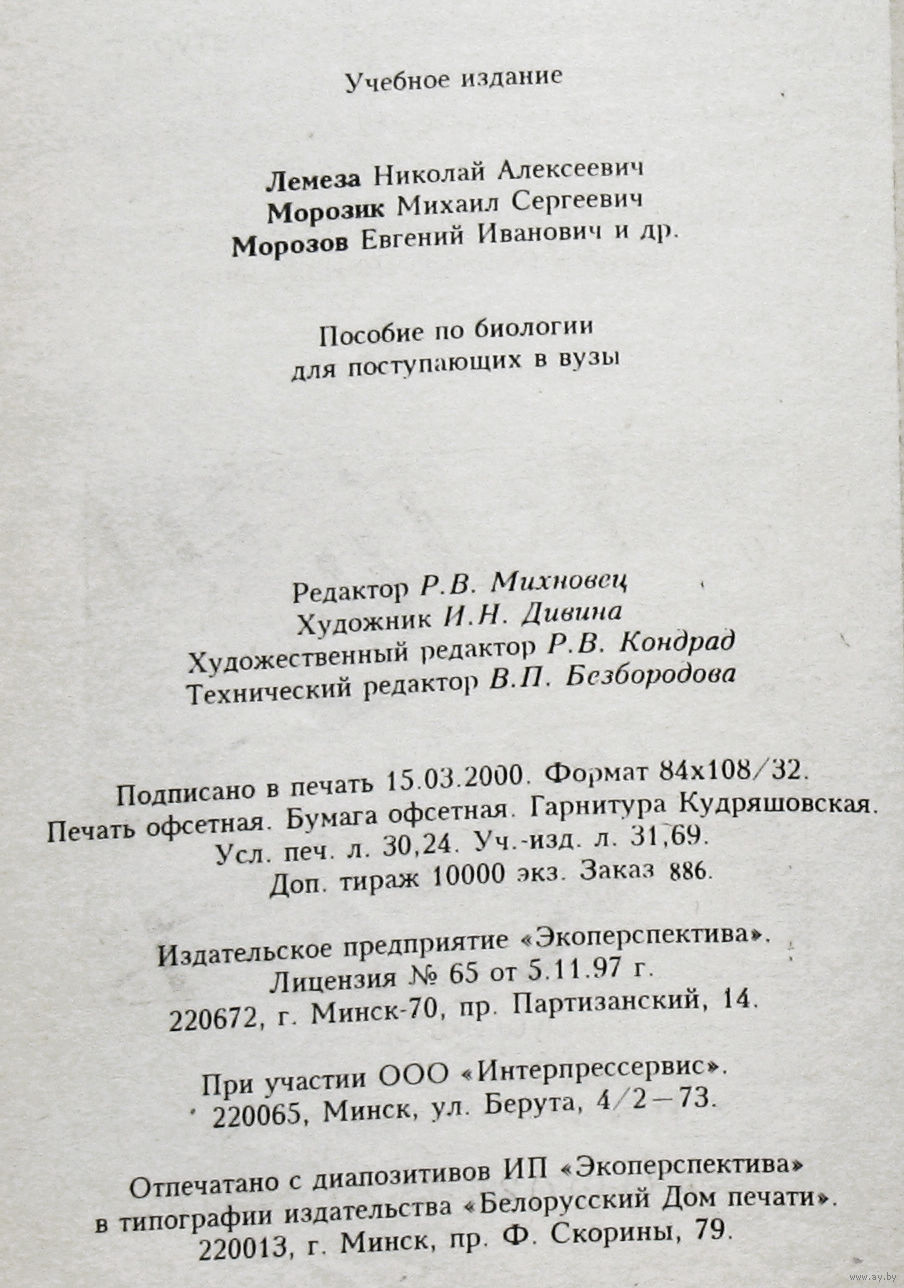 Учебное издание
Лемеза Николай Алексеевич
Морозик Михаил Сергеевич
Морозов Евгений Иванович и др.
Пособие по биологии
для поступающих в вузы
Редактор Р.В. Михновец
Художник И.Н. Дивина
Художественный редактор Р.В. Кондрад
Технический редактор В.П. Безбородова
Подписано в печать 15.03.2000. Формат 84х108/32.
Печать офсетная. Бумага офсетная. Гарнитура Кудряшовская.
Усл. печ. л. 30,24. Уч.-изд. л. 31,69.
Доп. тираж 10000 экз. Заказ 886.
Издательское предприятие «Экоперспектива».
Лицензия № 65 от 5.11.97 г.
220672, г. Минск-70, пр. Партизанский, 14.
При участии ООО «Интерпрессервис».
220065, Минск, ул. Берута, 4/2—73.
Отпечатано с диапозитивов ИП «Экоперспектива»
в типографии издательства «Белорусский Дом печати».
220013, г. Минск, пр. Ф. Скорины, 79.
www.ay.by